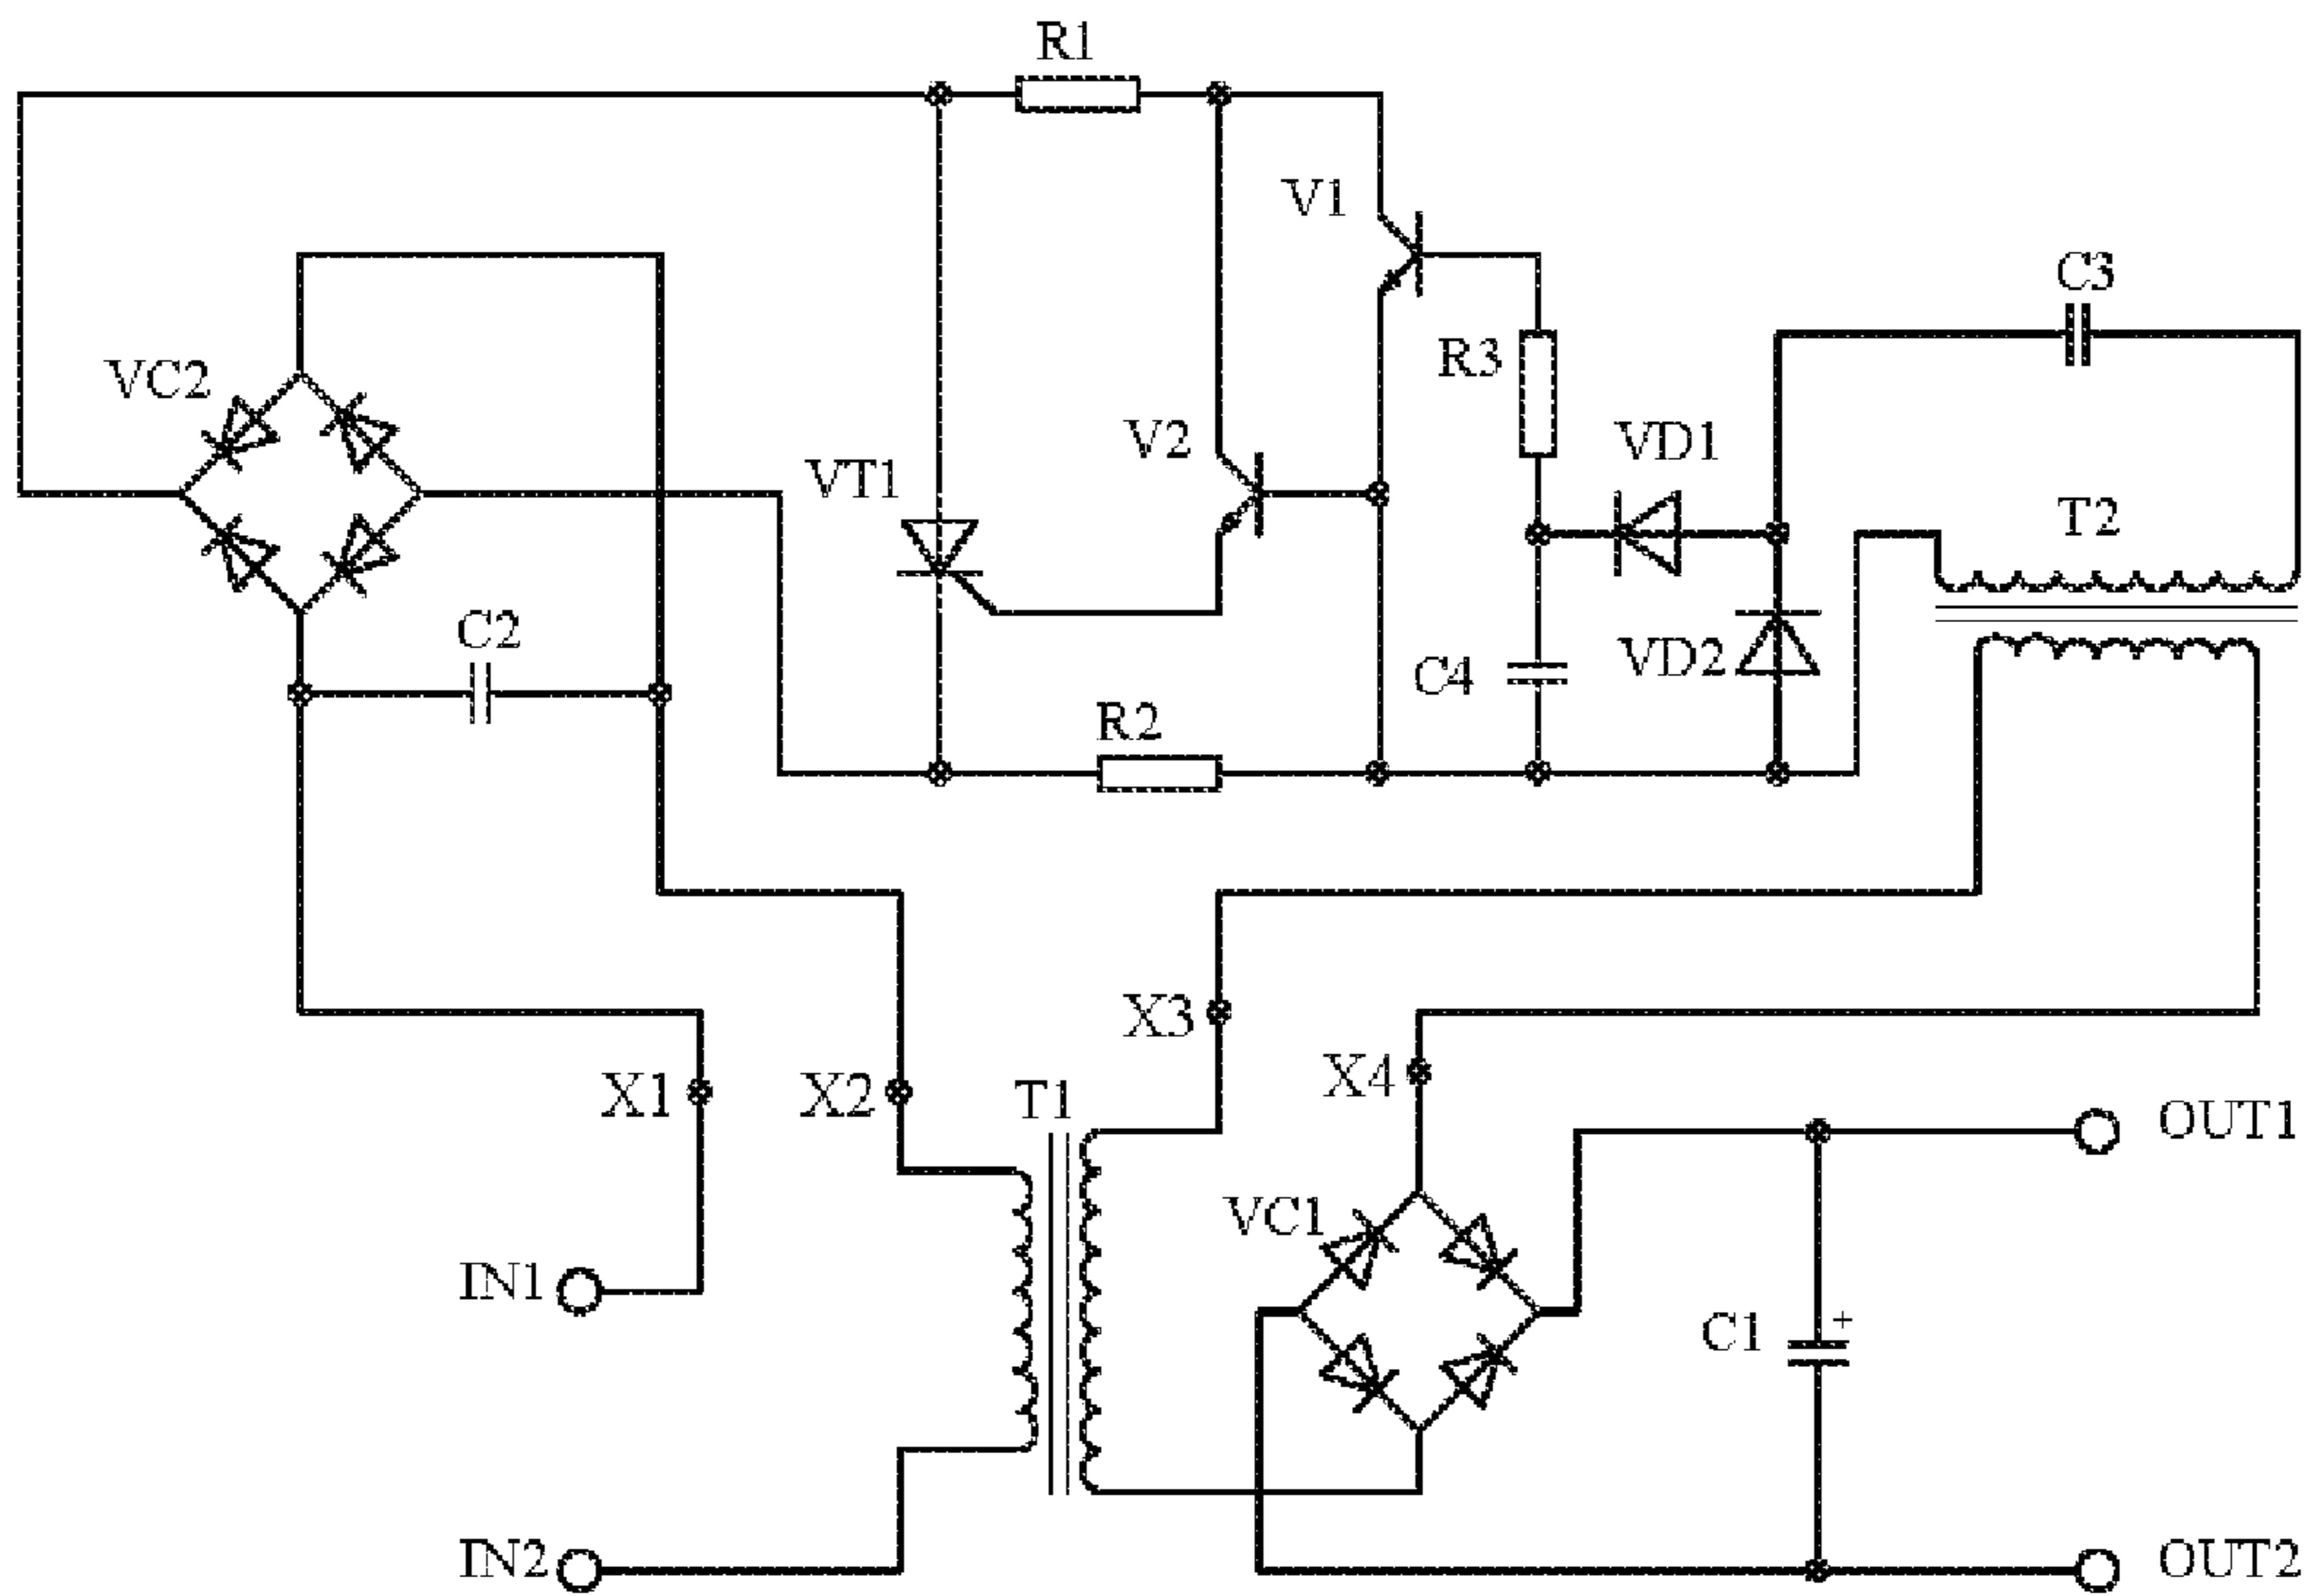 R1
V1
C3
R3
VC2
V2
VD1
VT1
T2
C2
VD2
C4
R2
X3
X4
X1
X2
T1
OUT1
VC1
IN1
C1
+
IN2
OUT2